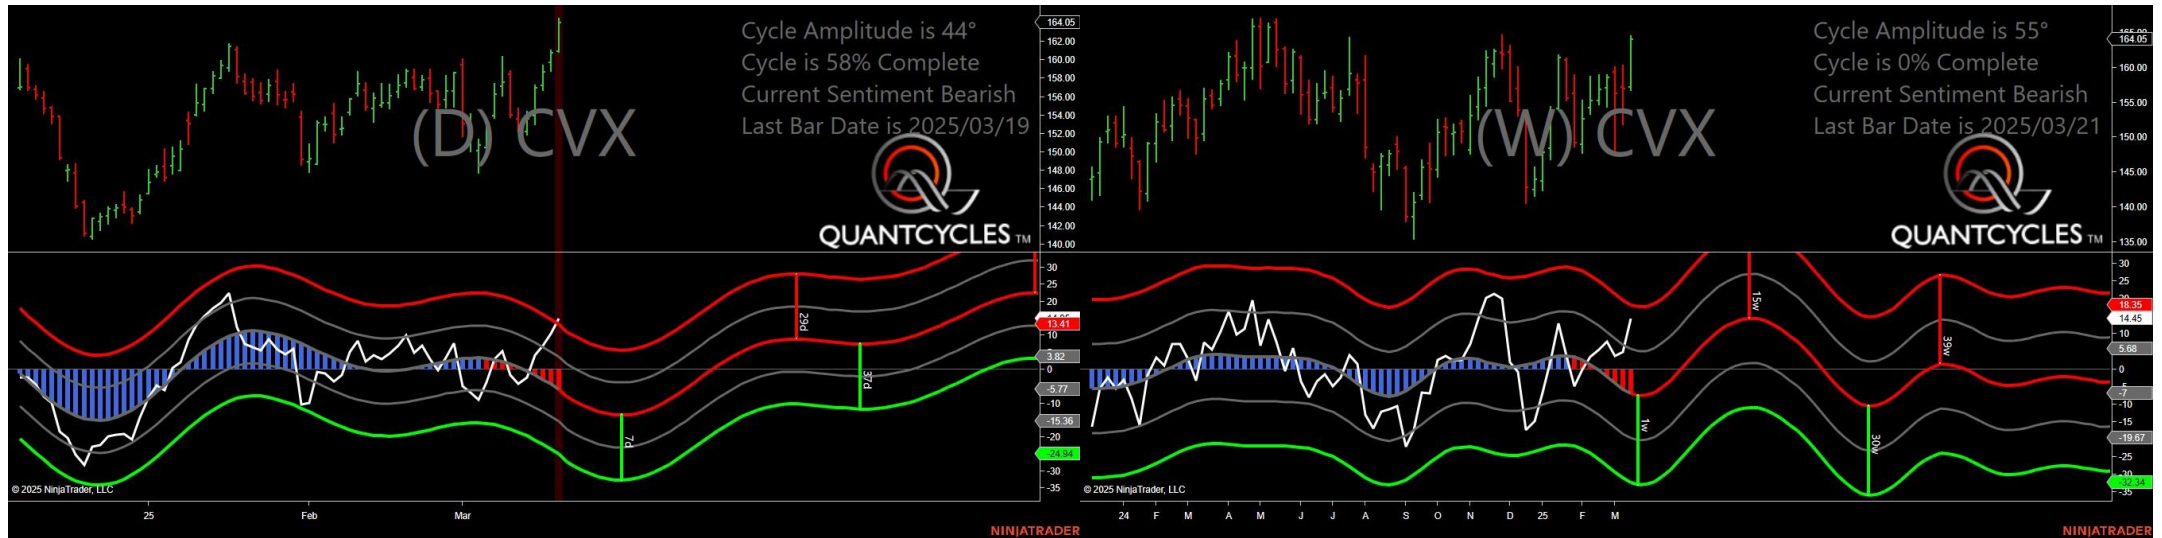 Cycle Amplitude is 44°
Cycle is 58% Complete
Current Sentiment Bearish
Last Bar Date is 2025/03/19
(D) CVX
QUANTCYCLES TM
164.05
162.00
160.00
158.00
156.00
154.00
152.00
150.00
148.00
146.00
144.00
142.00
140.00
30
25
20
13.41
10
3.82
0
-5.77
-10
-15.36
-20
-24.94
-30
-35
29d
37d
7d
© 2025 NinjaTrader, LLC
25
Feb
Mar
NINJATRADER
Cycle Amplitude is 55°
Cycle is 0% Complete
Current Sentiment Bearish
Last Bar Date is 2025/03/21
(W) CVX
QUANTCYCLES TM
164.05
160.00
155.00
150.00
145.00
140.00
135.00
30
25
18.35
14.45
10
5.68
0
-7
-10
-15
-19.67
-25
-32.34
-35
15w
39w
1w
30w
© 2025 NinjaTrader, LLC
24 F M A M J J A S O N D 25 F M
NINJATRADER